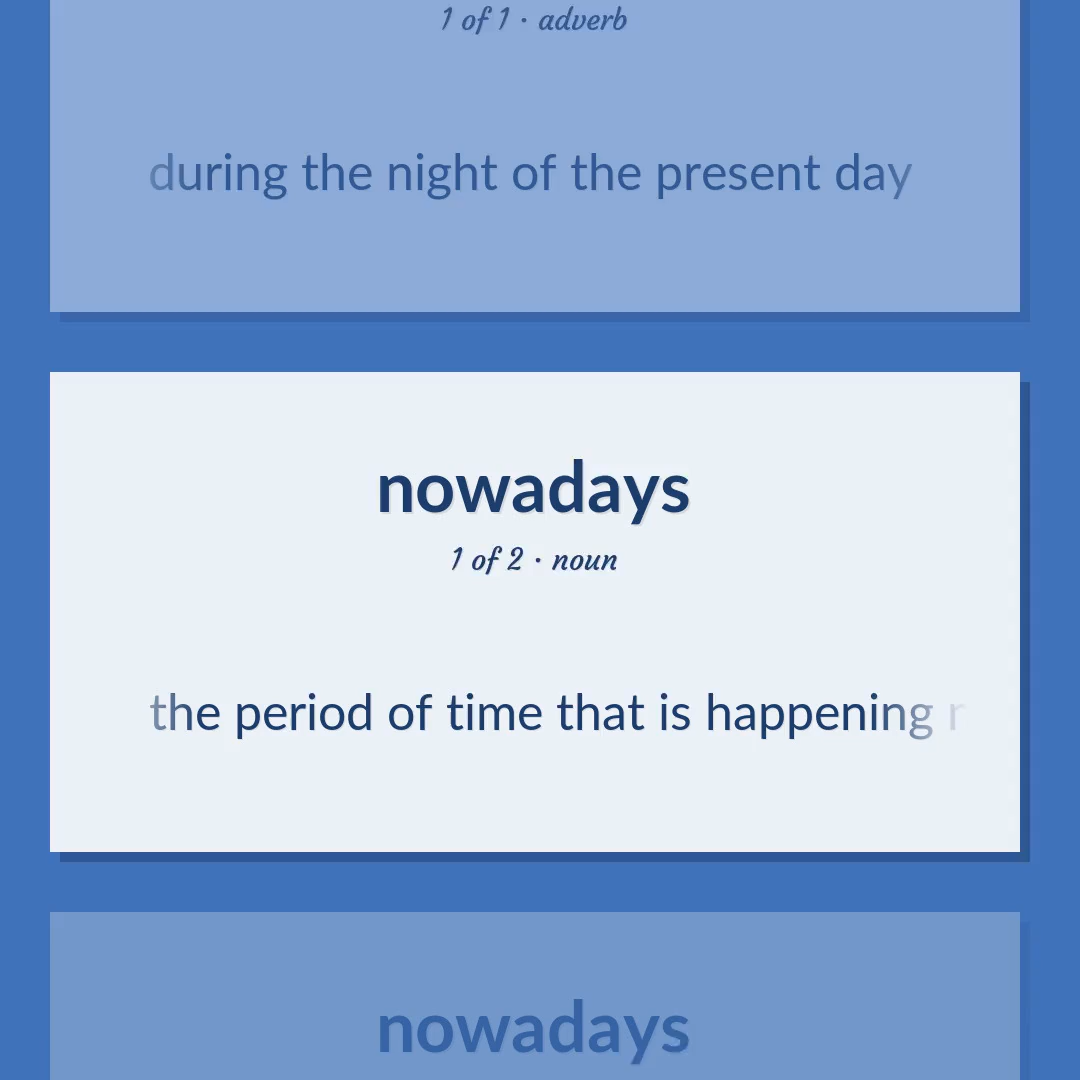 1 of 1 · adverb
during the night of the present day
nowadays
1 of 2 · noun
the period of time that is happening
nowadays